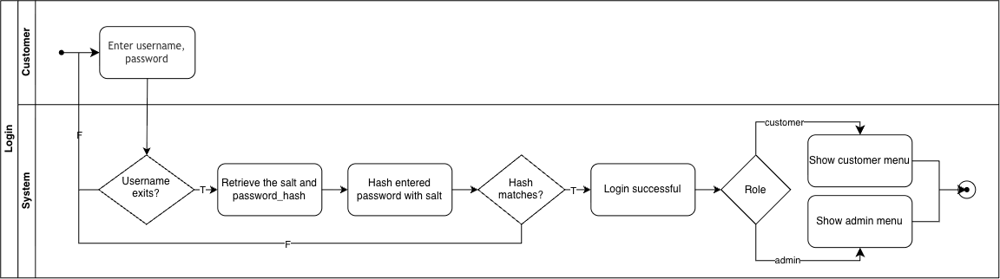 Login
Customer
Enter username,
password
System
F
Username
exits?
T
Retrieve the salt and
password_hash
Hash entered
password with salt
Hash
matches?
T
Login successful
Role
customer
Show customer menu
Show admin menu
admin
F